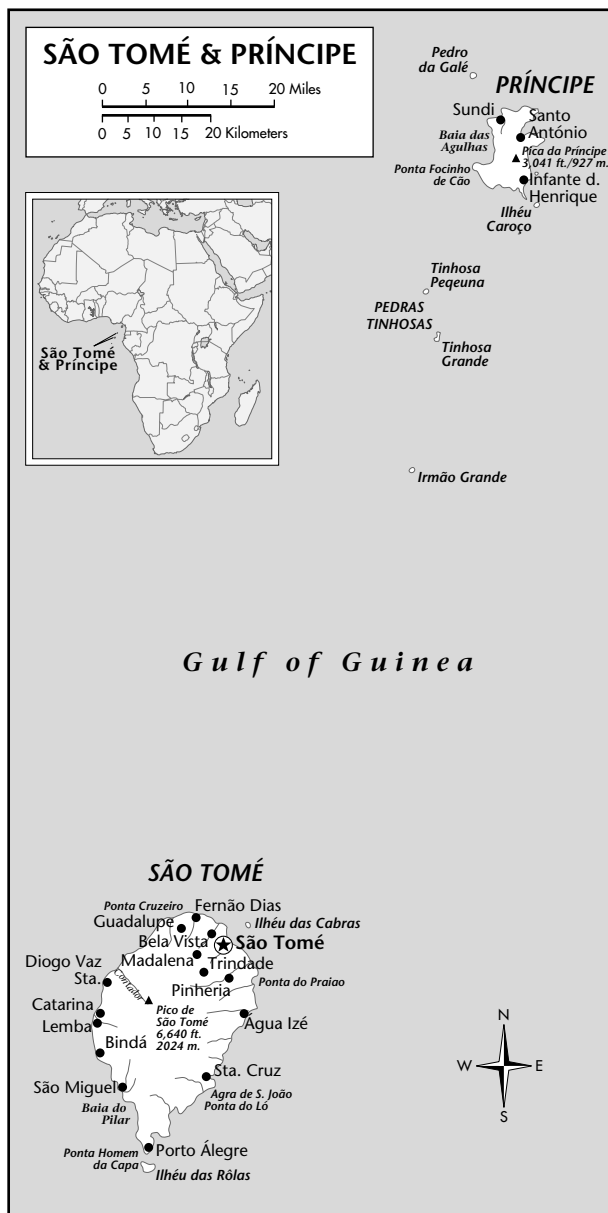 SÃO TOMÉ & PRÍNCIPE
0 5 10 15 20 Miles
0 5 10 15 20 Kilometers
São Tomé
& Príncipe
Pedro
da Galé
PRÍNCIPE
Sundi
Santo
António
Baia das
Agulhas
Pica da Príncipe
3,041 ft./927 m.
Ponta Focinho
de Cão
Infante d.
Henrique
Ilhéu
Caroço
Tinhosa
Peqeuna
PEDRAS
TINHOSAS
Tinhosa
Grande
Irmão Grande
Gulf of Guinea
SÃO TOMÉ
Ponta Cruzeiro
Fernão Dias
Guadalupe
Ilhéu das Cabras
Bela Vista
São Tomé
Madalena
Trindade
Diogo Vaz
Sta.
Catarina
Contador
Pinheria
Ponta do Praiao
Lemba
Pico de
São Tomé
6,640 ft.
2024 m.
Água Izé
Bindá
Sta. Cruz
São Miguel
Agra de S. João
Ponta do Ló
Baia do
Pilar
Porto Álegre
Ponta Homem
da Capa
Ilhéu das Rôlas
N
W E
S